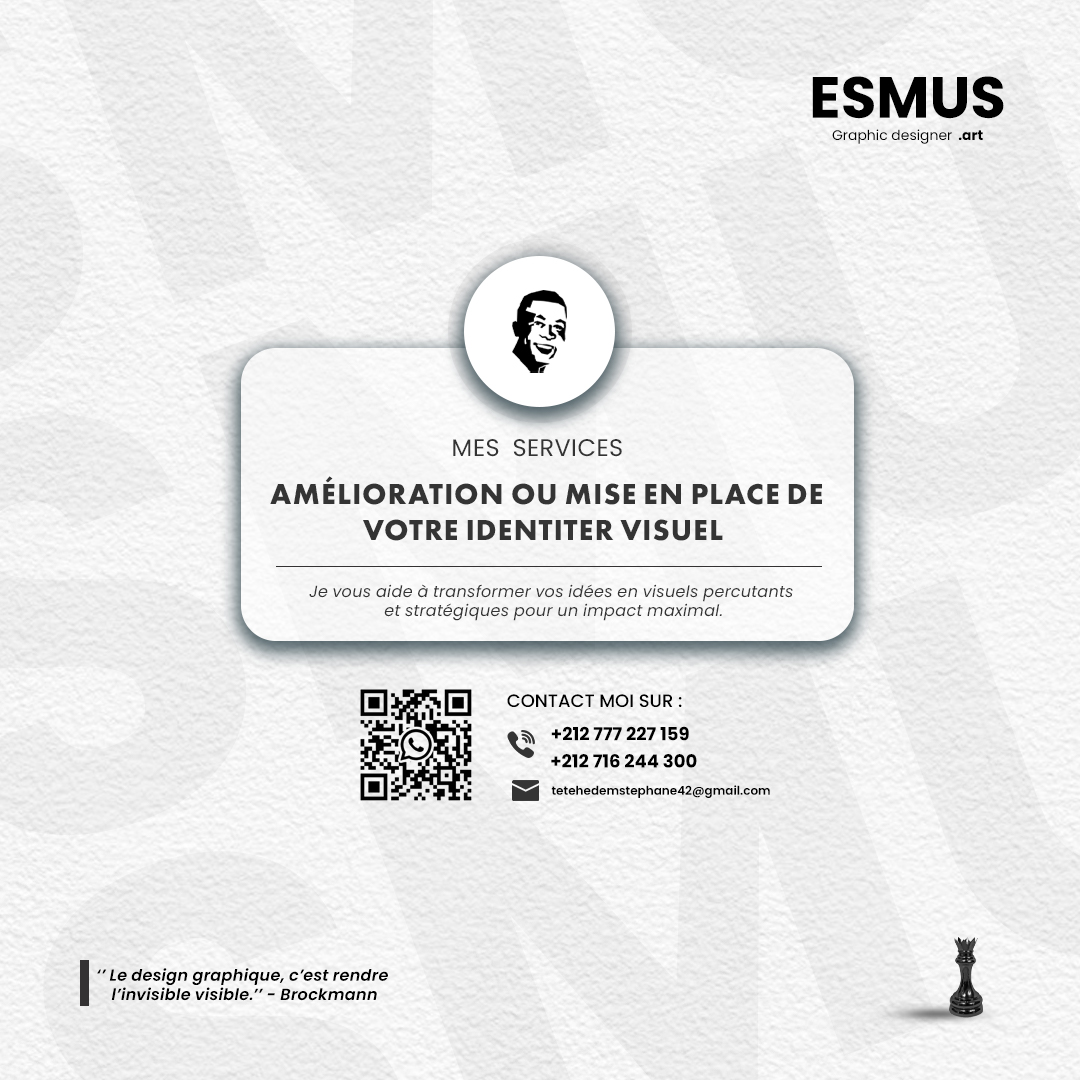 ESMUS
Graphic designer .art
MES SERVICES
AMÉLIORATION OU MISE EN PLACE DE
VOTRE IDENTITER VISUEL
Je vous aide à transformer vos idées en visuels percutants
et stratégiques pour un impact maximal.
CONTACT MOI SUR :
+212 777 227 159
+212 716 244 300
tetehedemstephane42@gmail.com
‘’ Le design graphique, c’est rendre
l’invisible visible.’’ - Brockmann